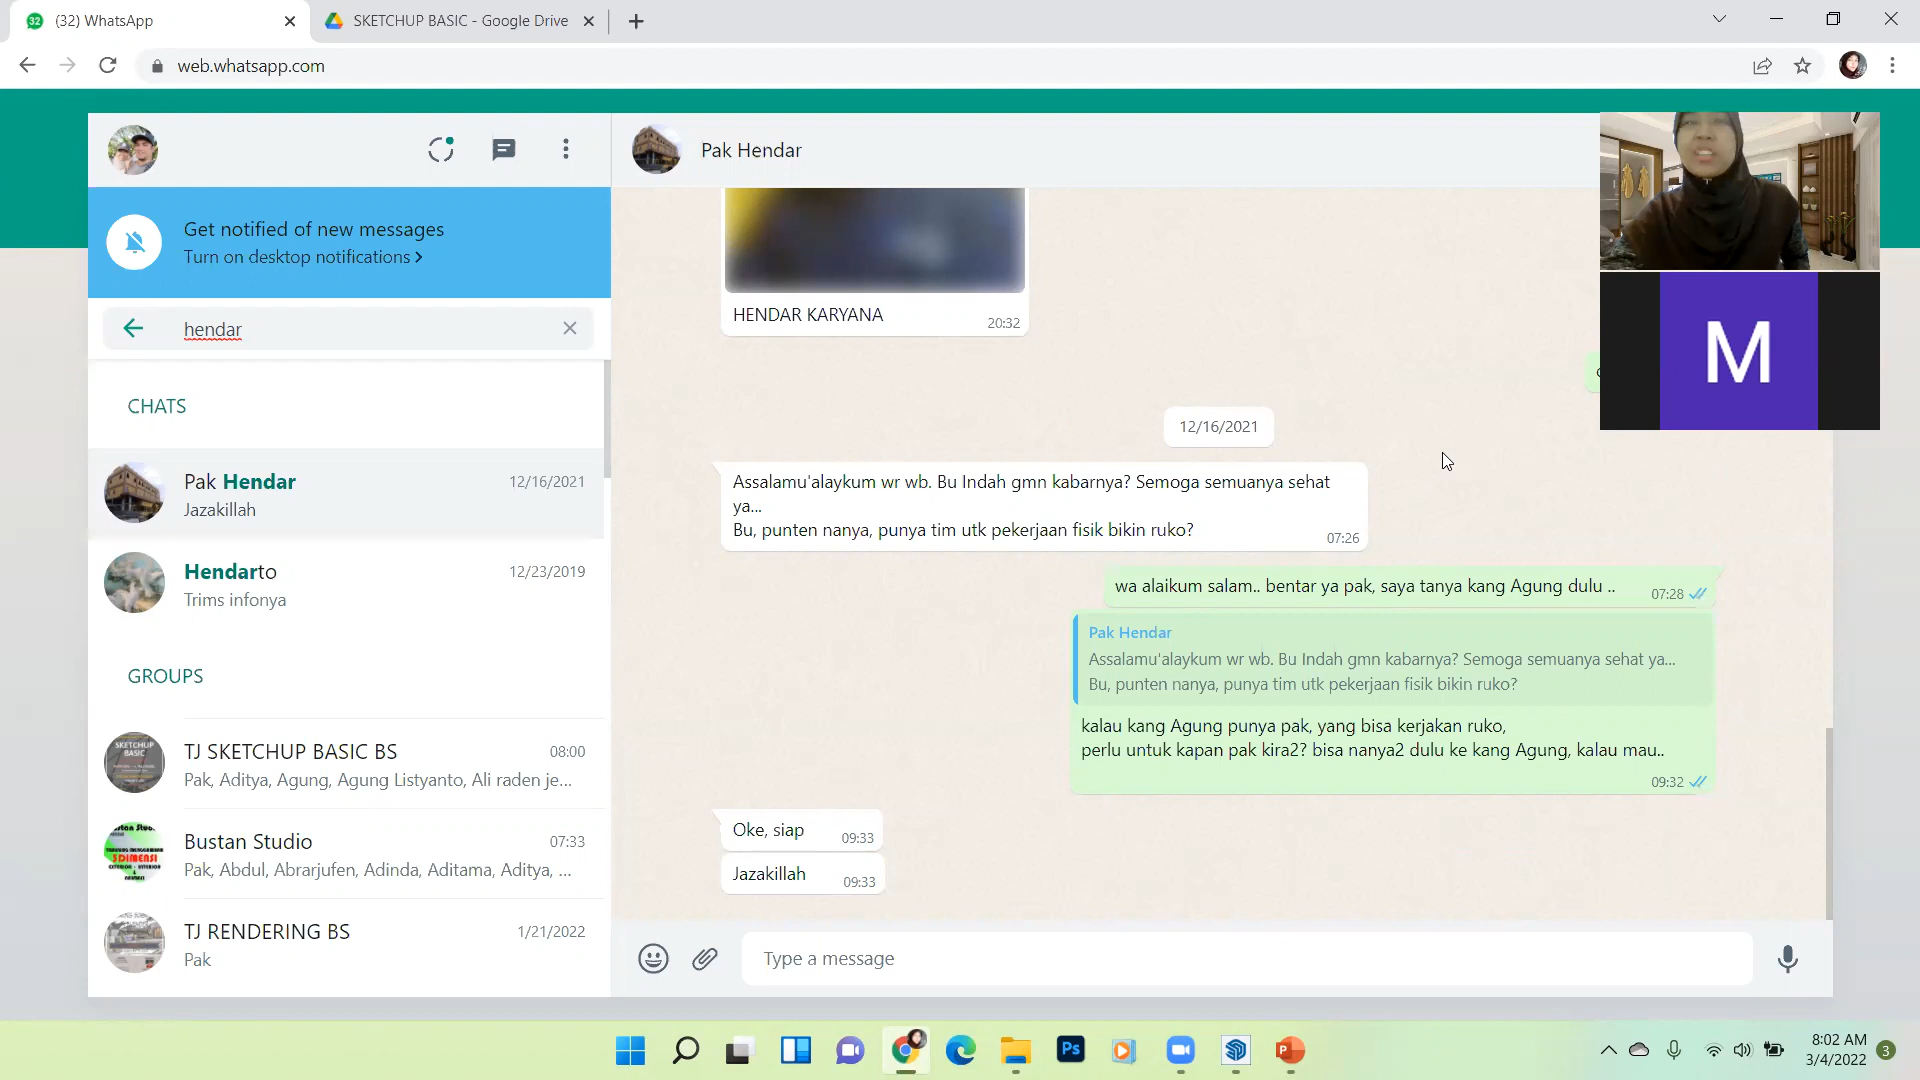 (32) WhatsApp
SKETCHUP BASIC - Google Drive
web.whatsapp.com
Get notified of new messages
Turn on desktop notifications >
hendar
CHATS
Pak Hendar
12/16/2021
Jazakillah
Hendarto
12/23/2019
Trims infonya
GROUPS
TJ SKETCHUP BASIC BS
08:00
Pak, Aditya, Agung, Agung Listyanto, Ali raden je...
SKETCHUP
BASIC
Bustan Studio
07:33
Pak, Abdul, Abrarjufen, Adinda, Aditama, Aditya, ...
3DIMENSI
TJ RENDERING BS
1/21/2022
Pak
Pak Hendar
HENDAR KARYANA
20:32
12/16/2021
Assalamu'alaykum wr wb. Bu Indah gmn kabarnya? Semoga semuanya sehat
ya...
Bu, punten nanya, punya tim utk pekerjaan fisik bikin ruko?
07:26
wa alaikum salam.. bentar ya pak, saya tanya kang Agung dulu ..
07:28
Pak Hendar
Assalamu'alaykum wr wb. Bu Indah gmn kabarnya? Semoga semuanya sehat ya...
Bu, punten nanya, punya tim utk pekerjaan fisik bikin ruko?
kalau kang Agung punya pak, yang bisa kerjakan ruko,
perlu untuk kapan pak kira2? bisa nanya2 dulu ke kang Agung, kalau mau..
09:32
Oke, siap
09:33
Jazakillah
09:33
Type a message
M
Ps
P
8:02 AM
3/4/2022
3